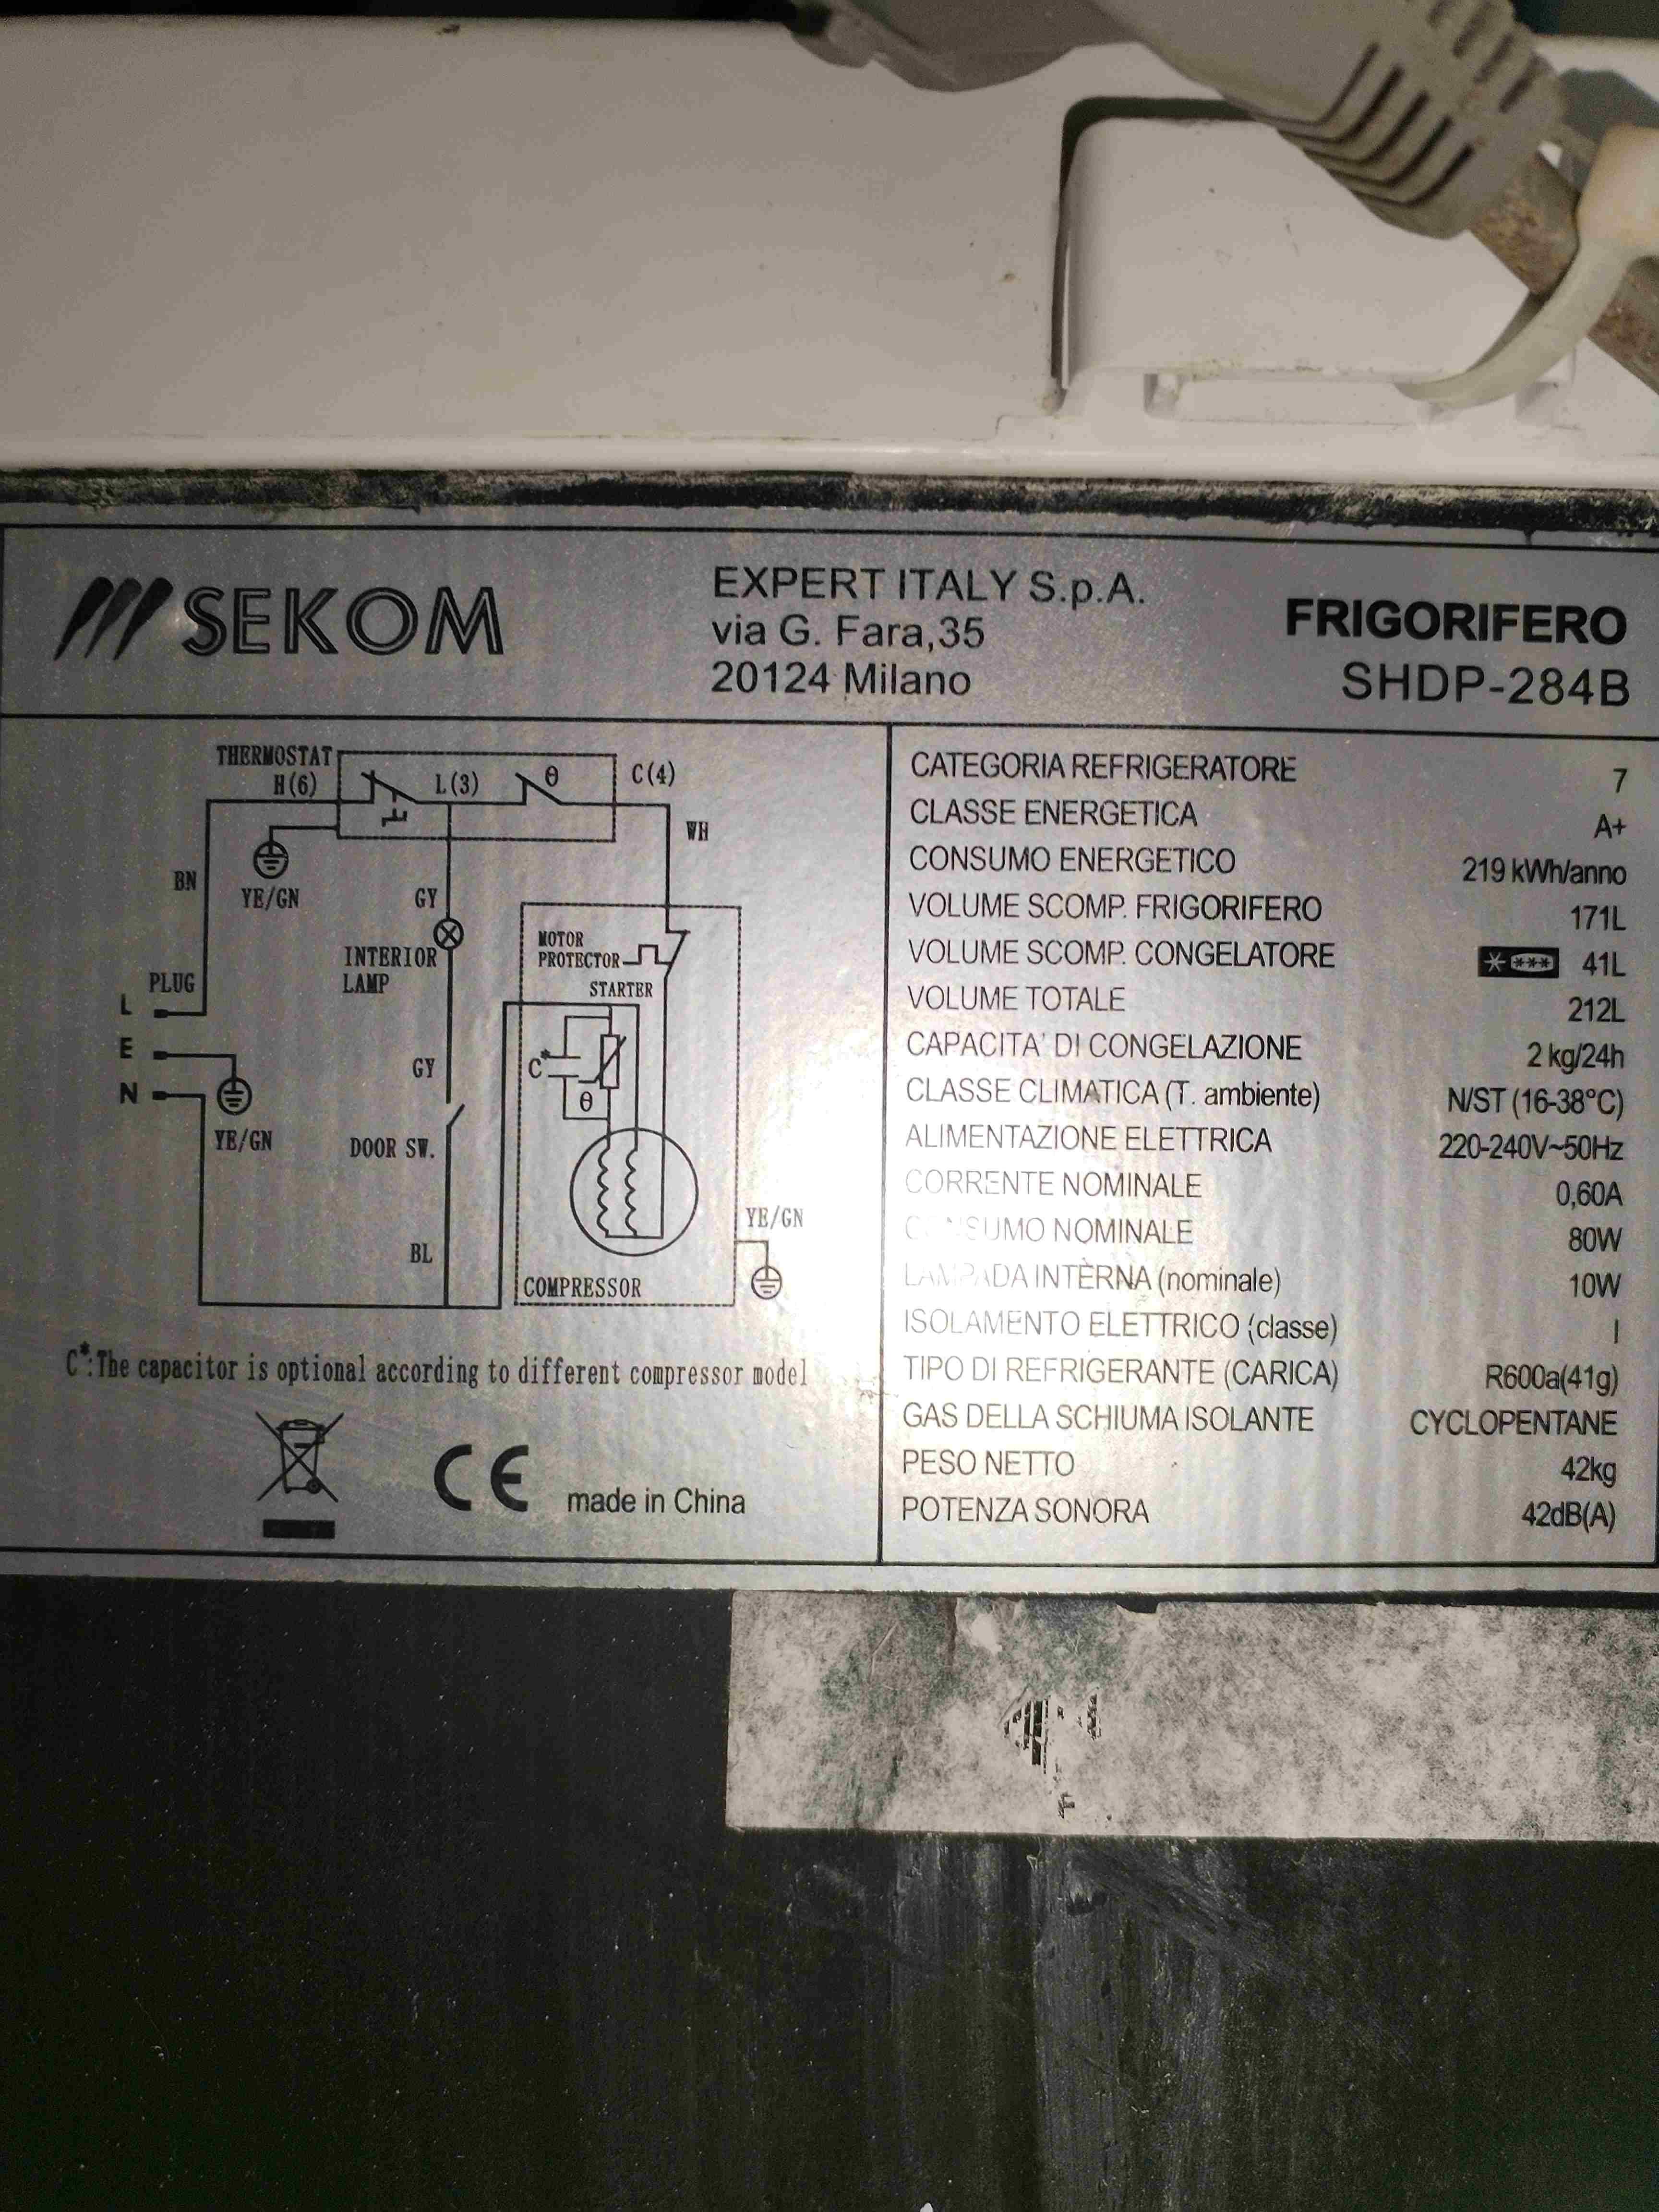 SEKOM
EXPERT ITALY S.p.A.
via G. Fara,35
20124 Milano
FRIGORIFERO
SHDP-284B
THERMOSTAT
H(6)
L(3)
θ
C(4)
WH
BN
YE/GN
GY
INTERIOR
LAMP
MOTOR
PROTECTOR
STARTER
PLUG
L
E
N
C*
θ
GY
YE/GN
DOOR SW.
YE/GN
BL
COMPRESSOR
C*:The capacitor is optional according to different compressor model
CE
made in China
CATEGORIA REFRIGERATORE 7
CLASSE ENERGETICA A+
CONSUMO ENERGETICO 219 kWh/anno
VOLUME SCOMP. FRIGORIFERO 171L
VOLUME SCOMP. CONGELATORE 41L
VOLUME TOTALE 212L
CAPACITA' DI CONGELAZIONE 2 kg/24h
CLASSE CLIMATICA (T. ambiente) N/ST (16-38°C)
ALIMENTAZIONE ELETTRICA 220-240V~50Hz
CORRENTE NOMINALE 0,60A
CONSUMO NOMINALE 80W
LAMPADA INTERNA (nominale) 10W
ISOLAMENTO ELETTRICO (classe) I
TIPO DI REFRIGERANTE (CARICA) R600a(41g)
GAS DELLA SCHIUMA ISOLANTE CYCLOPENTANE
PESO NETTO 42kg
POTENZA SONORA 42dB(A)